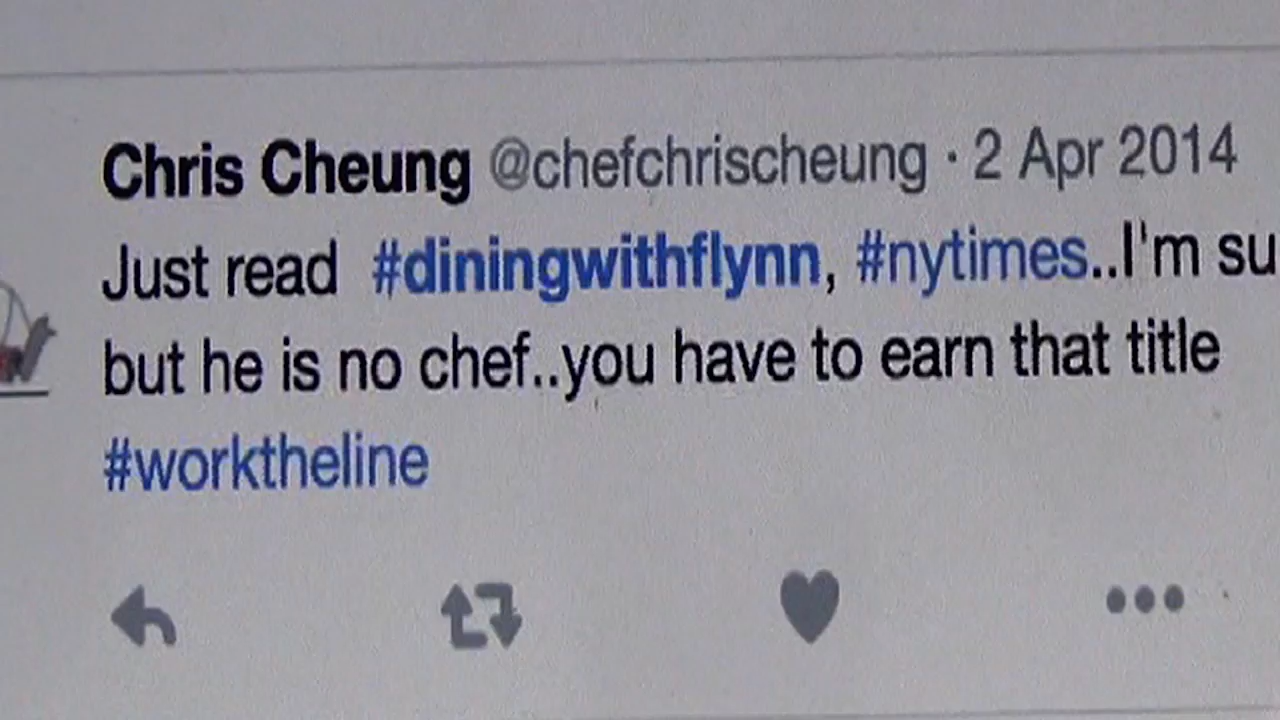 Chris Cheung @chefchrischeung · 2 Apr 2014
Just read #diningwithflynn, #nytimes..I'm su
but he is no chef..you have to earn that title
#worktheline